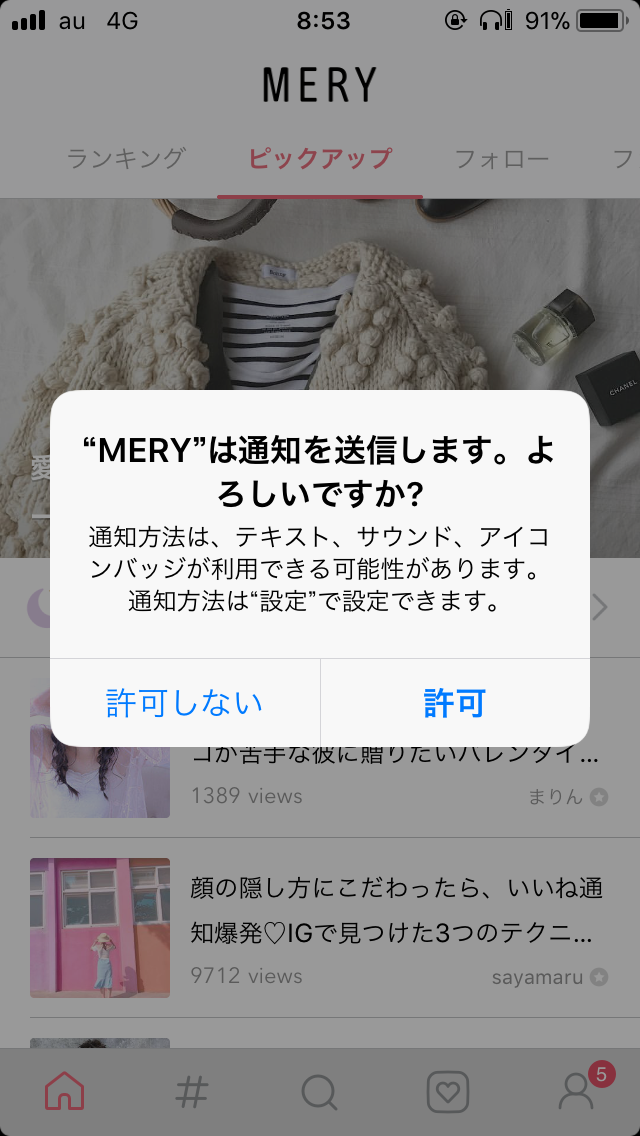 au 4G 8:53 91%
MERY
ランキング ピックアップ フォロー フ
CHANEL
愛
“MERY”は通知を送信します。よ
ろしいですか?
通知方法は、テキスト、サウンド、アイコ
ンバッジが利用できる可能性があります。
通知方法は“設定”で設定できます。
許可しない 許可
コが苦手な彼に贈りたいバレンタイ...
1389 views まりん
顔の隠し方にこだわったら、いいね通
知爆発♡IGで見つけた3つのテクニ...
9712 views sayamaru
5